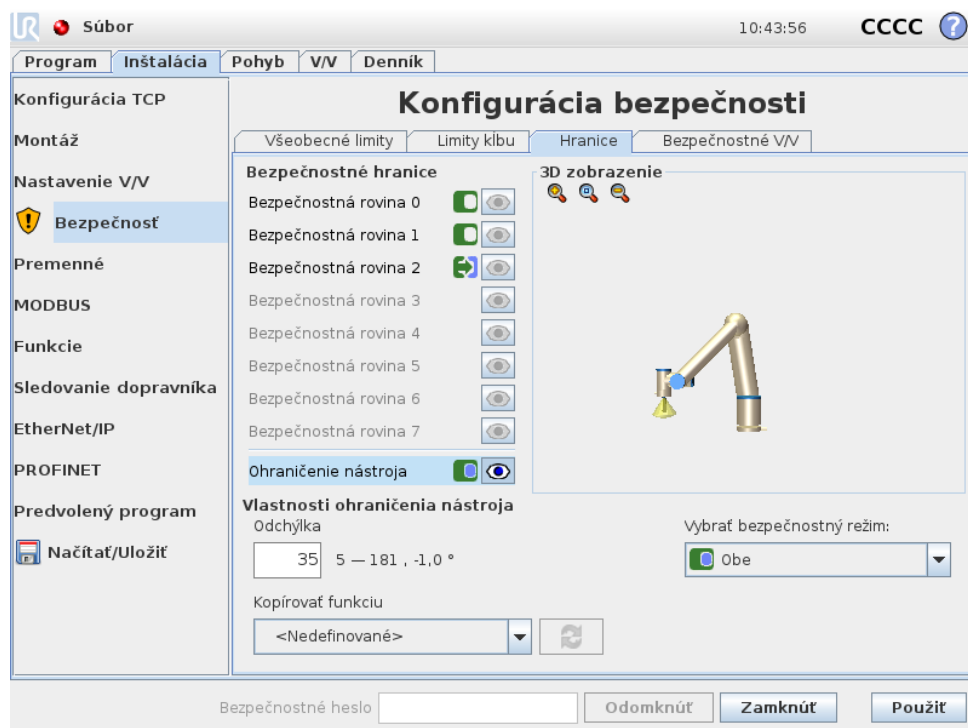 UR Súbor 10:43:56 CCCC ?
Program Inštalácia Pohyb V/V Denník
Konfigurácia TCP
Montáž
Nastavenie V/V
Bezpečnosť
Premenné
MODBUS
Funkcie
Sledovanie dopravníka
EtherNet/IP
PROFINET
Predvolený program
Načítať/Uložiť
Konfigurácia bezpečnosti
Všeobecné limity Limity kĺbu Hranice Bezpečnostné V/V
Bezpečnostné hranice
Bezpečnostná rovina 0
Bezpečnostná rovina 1
Bezpečnostná rovina 2
Bezpečnostná rovina 3
Bezpečnostná rovina 4
Bezpečnostná rovina 5
Bezpečnostná rovina 6
Bezpečnostná rovina 7
Ohraničenie nástroja
3D zobrazenie
Vlastnosti ohraničenia nástroja
Odchýlka
35 5 — 181 , -1,0 °
Vybrať bezpečnostný režim:
Obe
Kopírovať funkciu
<Nedefinované>
Bezpečnostné heslo Odomknúť Zamknúť Použiť